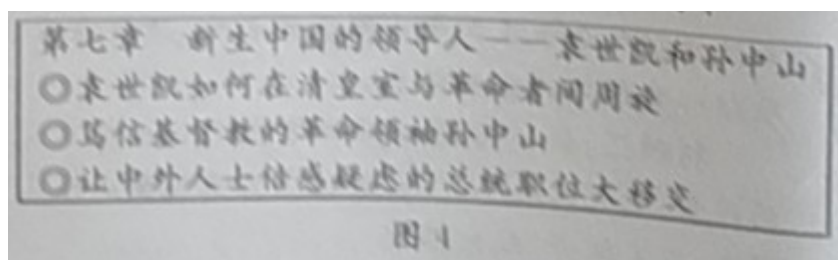 第七章 新生中国的领导人——袁世凯和孙中山
◎袁世凯如何在清皇室与革命者间周旋
◎笃信基督教的革命领袖孙中山
◎让中外人士倍感疑虑的总统职位大移交
图1